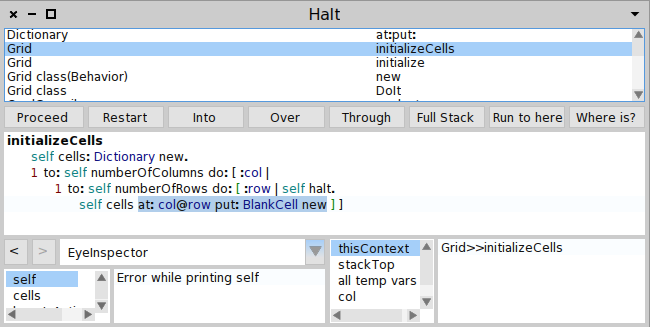 Halt
Dictionary at:put:
Grid initializeCells
Grid initialize
Grid class(Behavior) new
Grid class DoIt
Proceed Restart Into Over Through Full Stack Run to here Where is?
initializeCells
self cells: Dictionary new.
1 to: self numberOfColumns do: [ :col |
1 to: self numberOfRows do: [ :row | self halt.
self cells at: col@row put: BlankCell new ] ]
< > EyeInspector
self
cells
Error while printing self
thisContext
stackTop
all temp vars
col
Grid>>initializeCells